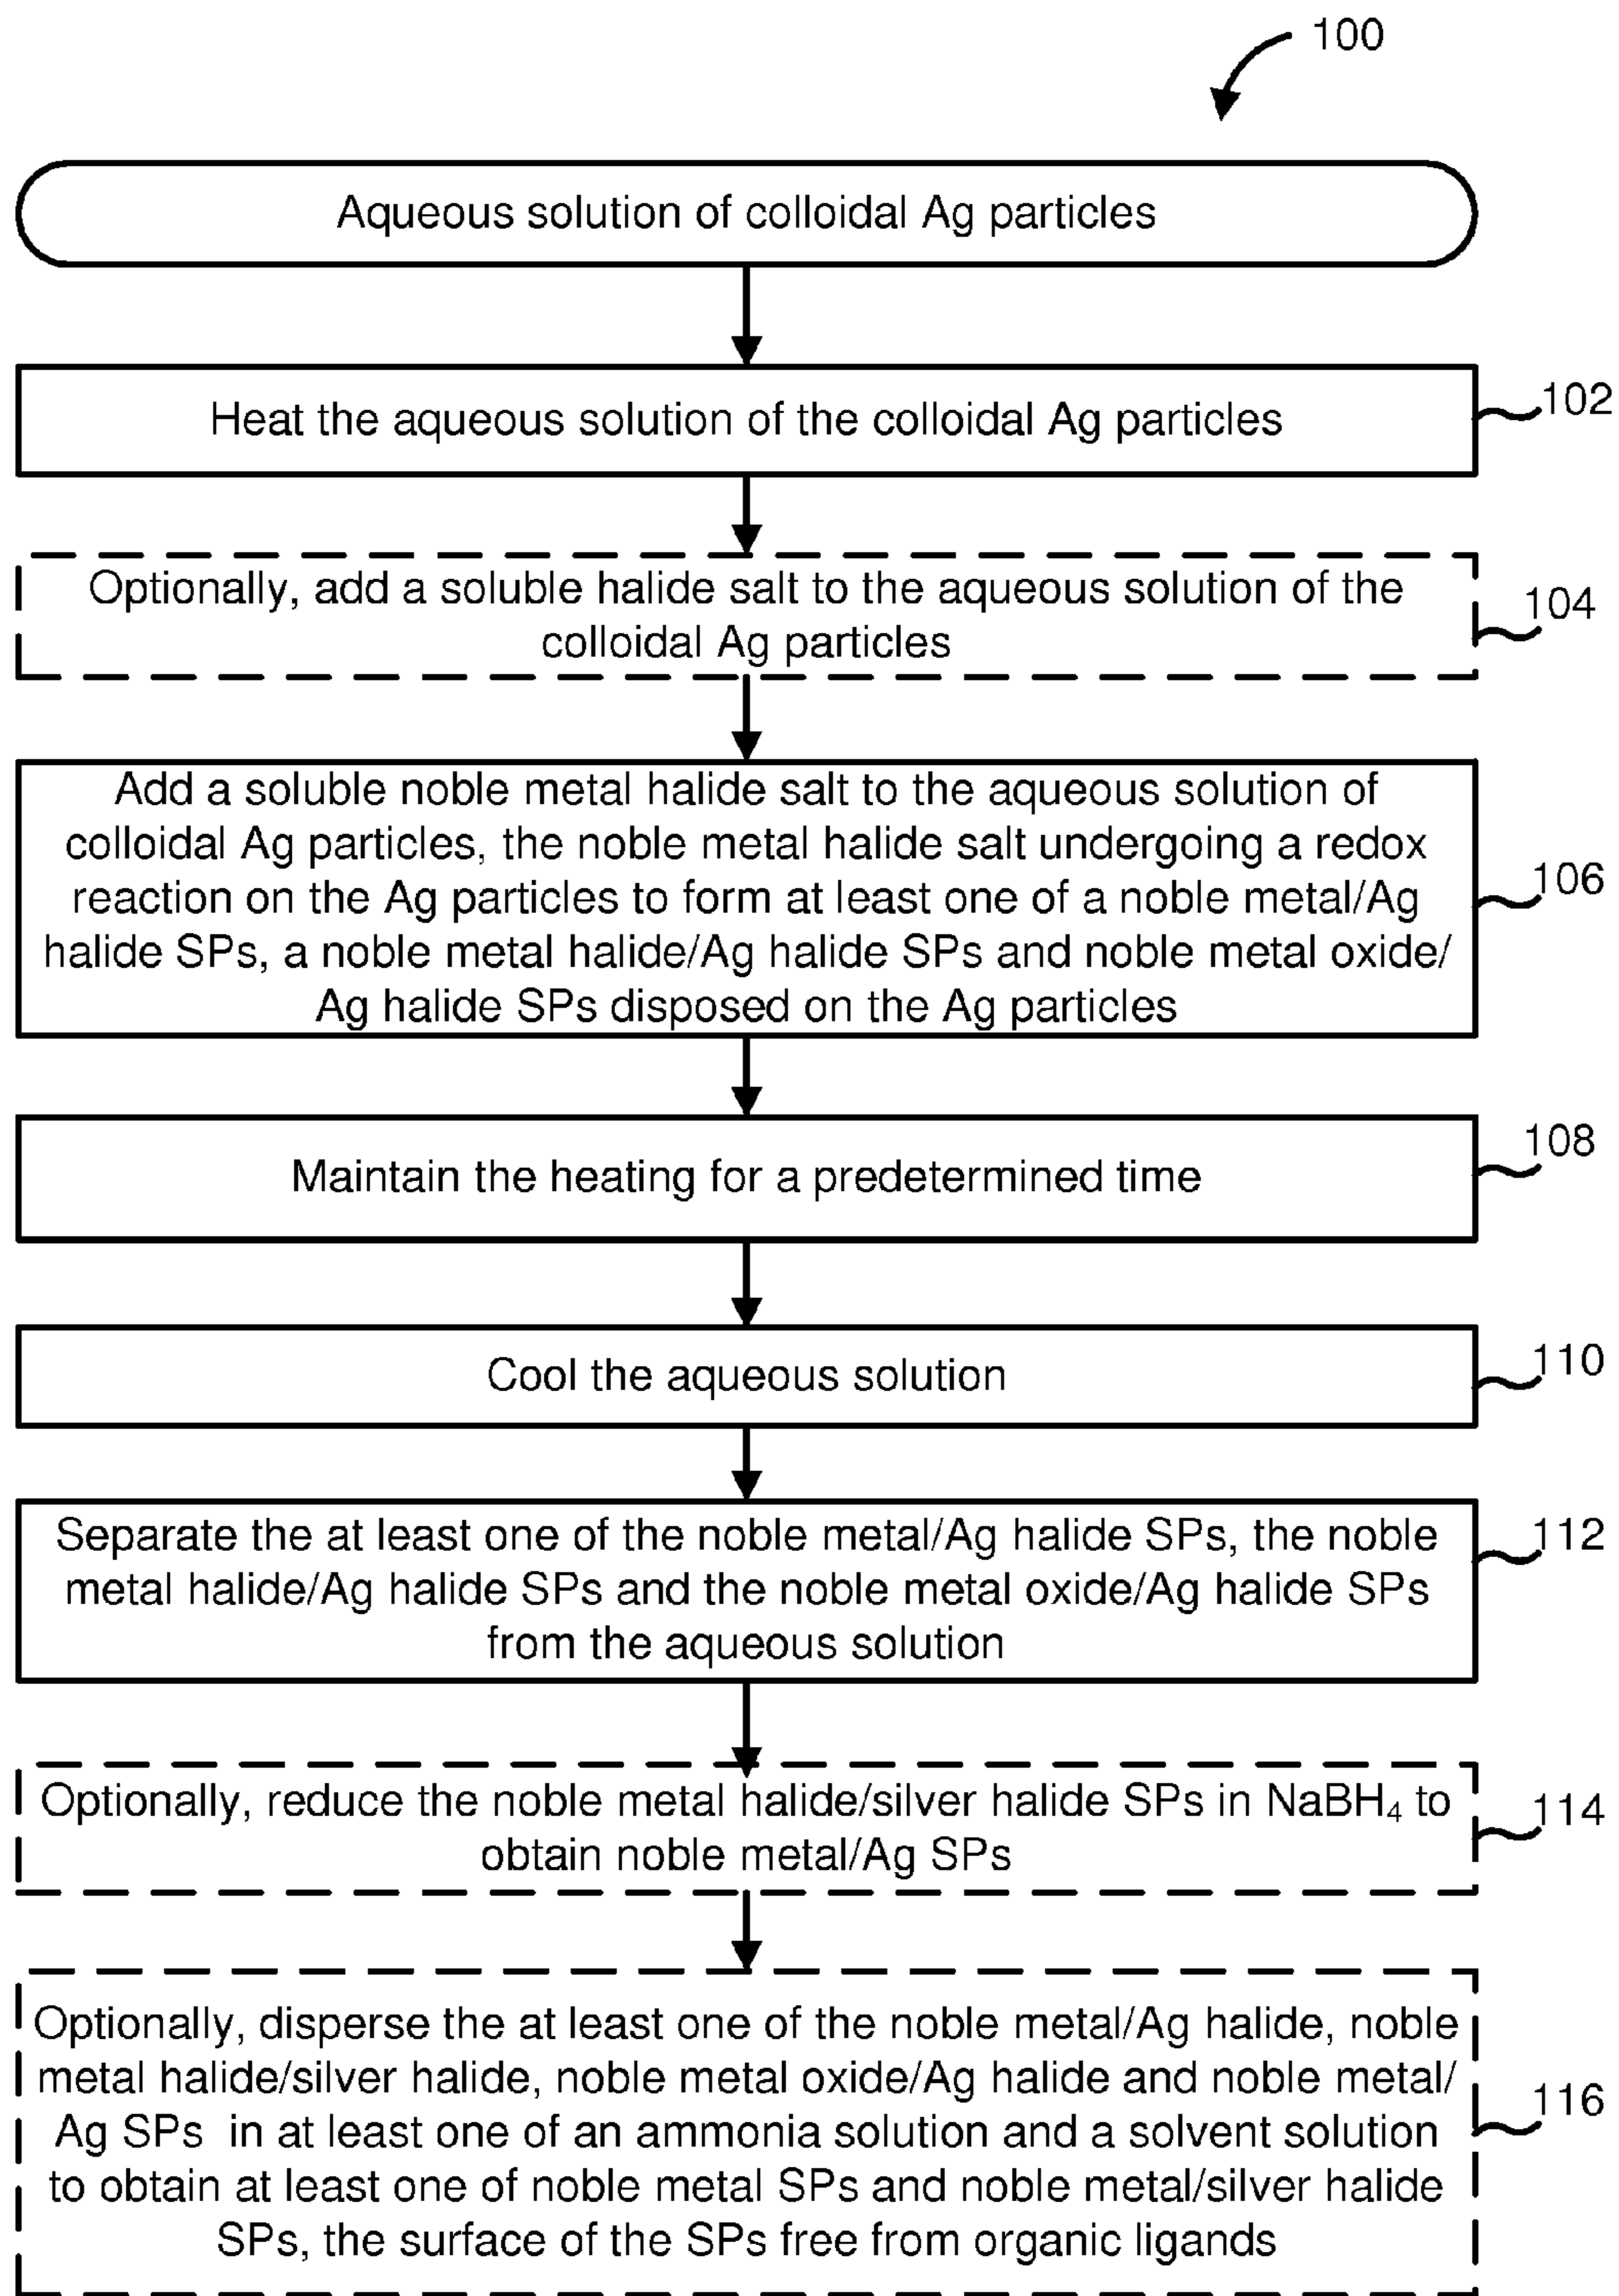 100
Aqueous solution of colloidal Ag particles
Heat the aqueous solution of the colloidal Ag particles
102
Optionally, add a soluble halide salt to the aqueous solution of the
colloidal Ag particles
104
Add a soluble noble metal halide salt to the aqueous solution of
colloidal Ag particles, the noble metal halide salt undergoing a redox
reaction on the Ag particles to form at least one of a noble metal/Ag
halide SPs, a noble metal halide/Ag halide SPs and noble metal oxide/
Ag halide SPs disposed on the Ag particles
106
Maintain the heating for a predetermined time
108
Cool the aqueous solution
110
Separate the at least one of the noble metal/Ag halide SPs, the noble
metal halide/Ag halide SPs and the noble metal oxide/Ag halide SPs
from the aqueous solution
112
Optionally, reduce the noble metal halide/silver halide SPs in NaBH₄ to
obtain noble metal/Ag SPs
114
Optionally, disperse the at least one of the noble metal/Ag halide, noble
metal halide/silver halide, noble metal oxide/Ag halide and noble metal/
Ag SPs in at least one of an ammonia solution and a solvent solution
to obtain at least one of noble metal SPs and noble metal/silver halide
SPs, the surface of the SPs free from organic ligands
116